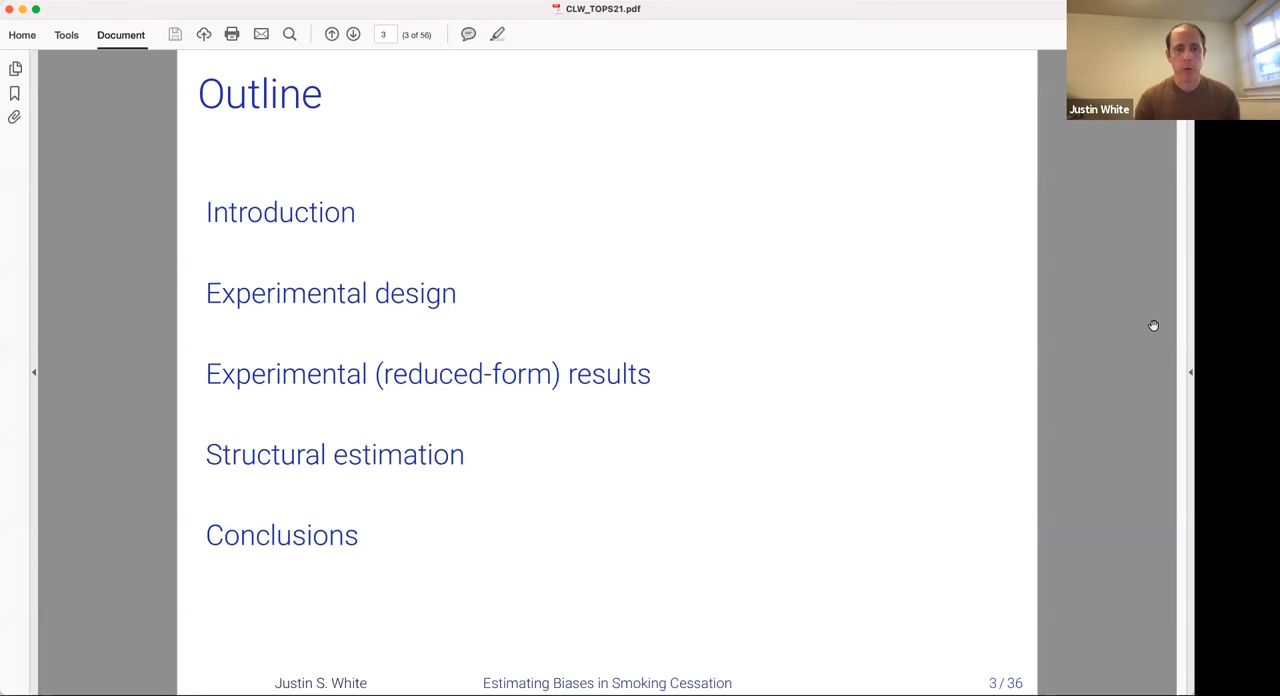 CLW_TOPS21.pdf
Home Tools Document 3 (3 of 56)
Justin White
Outline
Introduction
Experimental design
Experimental (reduced-form) results
Structural estimation
Conclusions
Justin S. White Estimating Biases in Smoking Cessation 3 / 36